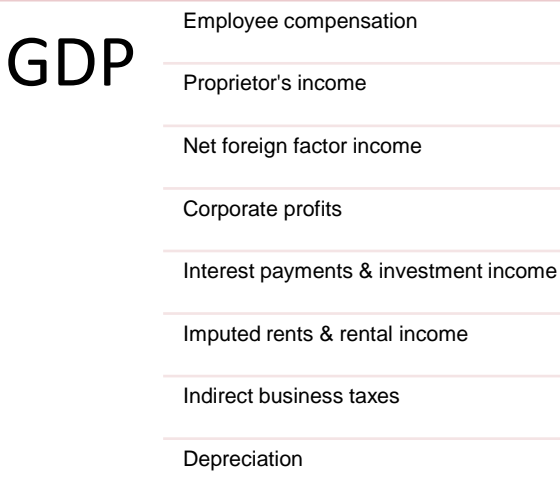 GDP
Employee compensation
Proprietor's income
Net foreign factor income
Corporate profits
Interest payments & investment income
Imputed rents & rental income
Indirect business taxes
Depreciation